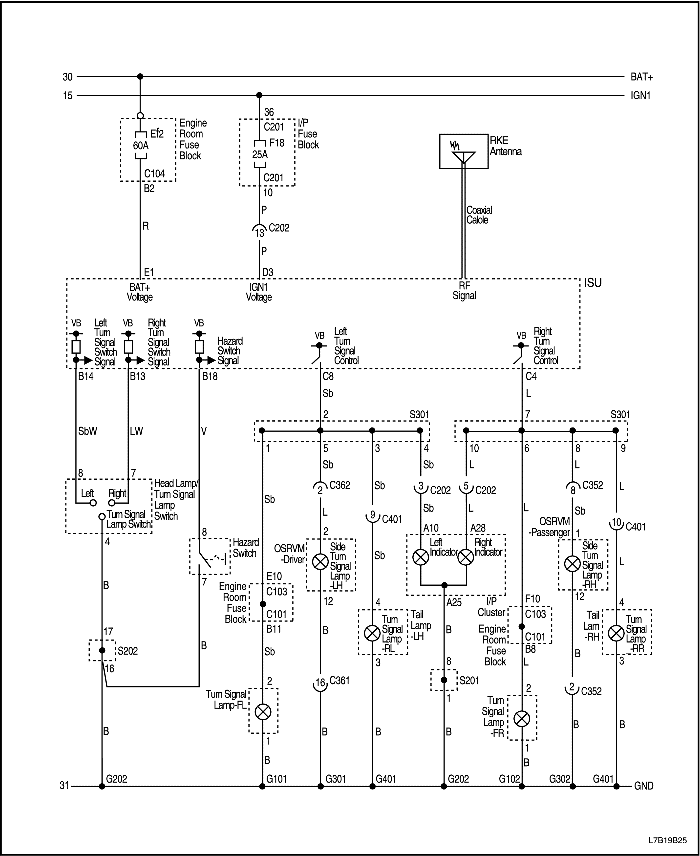 30 BAT+
15 IGN1
Engine
Room
Fuse
Block
Ef2
60A
C104
B2
R
E1
36
C201
I/P
Fuse
Block
F18
25A
C201
10
P
13 C202
P
D3
RKE
Antenna
Coaxial
Calole
ISU
BAT+
Voltage
IGN1
Voltage
RF
Signal
VB
Left
Turn
Signal
Switch
Signal
VB
Right
Turn
Signal
Switch
Signal
VB
Hazard
Switch
Signal
VB
Left
Turn
Signal
Control
VB
Right
Turn
Signal
Control
B14 B13 B18 C8 C4
SbW LW V Sb L
2 S301 7 S301
1 5 3 4 10 6 8 9
8 7
Left Right
Turn Signal
Lamp Switch
Head Lamp/
Turn Signal
Lamp
Switch
4
B
17
S202
16
B
8
Hazard
Switch
7
B
Sb
E10
C103
Engine
Room
Fuse
Block
C101
B11
Sb
Turn Signal
Lamp-FL
2
1
B
Sb
2 C362
L
2
OSRVM
-Driver
Side
Turn
Signal
Lamp
-LH
12
B
16 C361
B
Sb
9 C401
Sb
4
Turn
Signal
Lamp
-RL
Tail
Lamp
-LH
3
B
Sb
3 C202
A10
Left
Indicator
L
5 C202
A28
Right
Indicator
A25
I/P
Cluster
B
8
S201
1
B
L
F10
C103
Engine
Room
Fuse
Block
C101
B8
L
2
Turn
Signal
Lamp
-FR
1
B
L
C352
8
Sb
OSRVM
-Passenger
1
Side
Turn
Signal
Lamp
-RH
12
B
2 C352
B
L
10 C401
L
4
Tail
Lam
-RH
Turn
Signal
Lamp
-RR
3
B
31 G202 G101 G301 G401 G202 G102 G302 G401 GND
L7B19B25